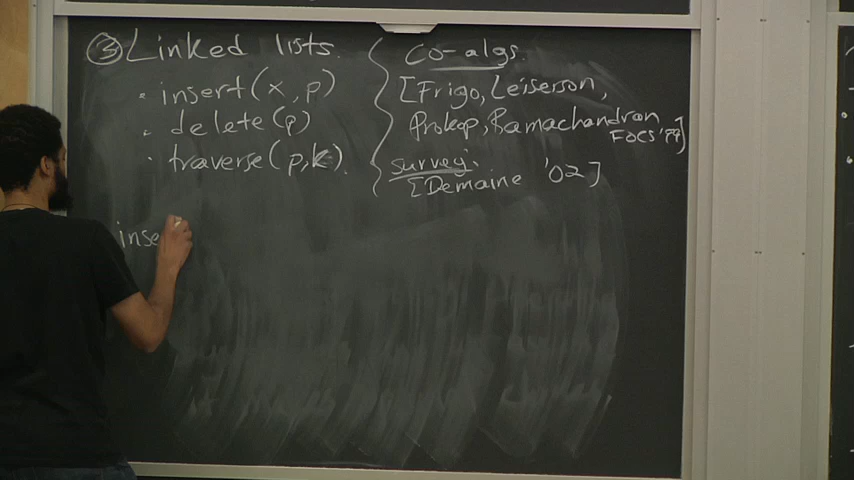 ③ Linked lists.
• insert(x, p)
• delete(p)
• traverse(p, k).
Co-algs.
[Frigo, Leiserson,
Prokop, Ramachandran
FOCS '99]
survey:
[Demaine '02]
inse